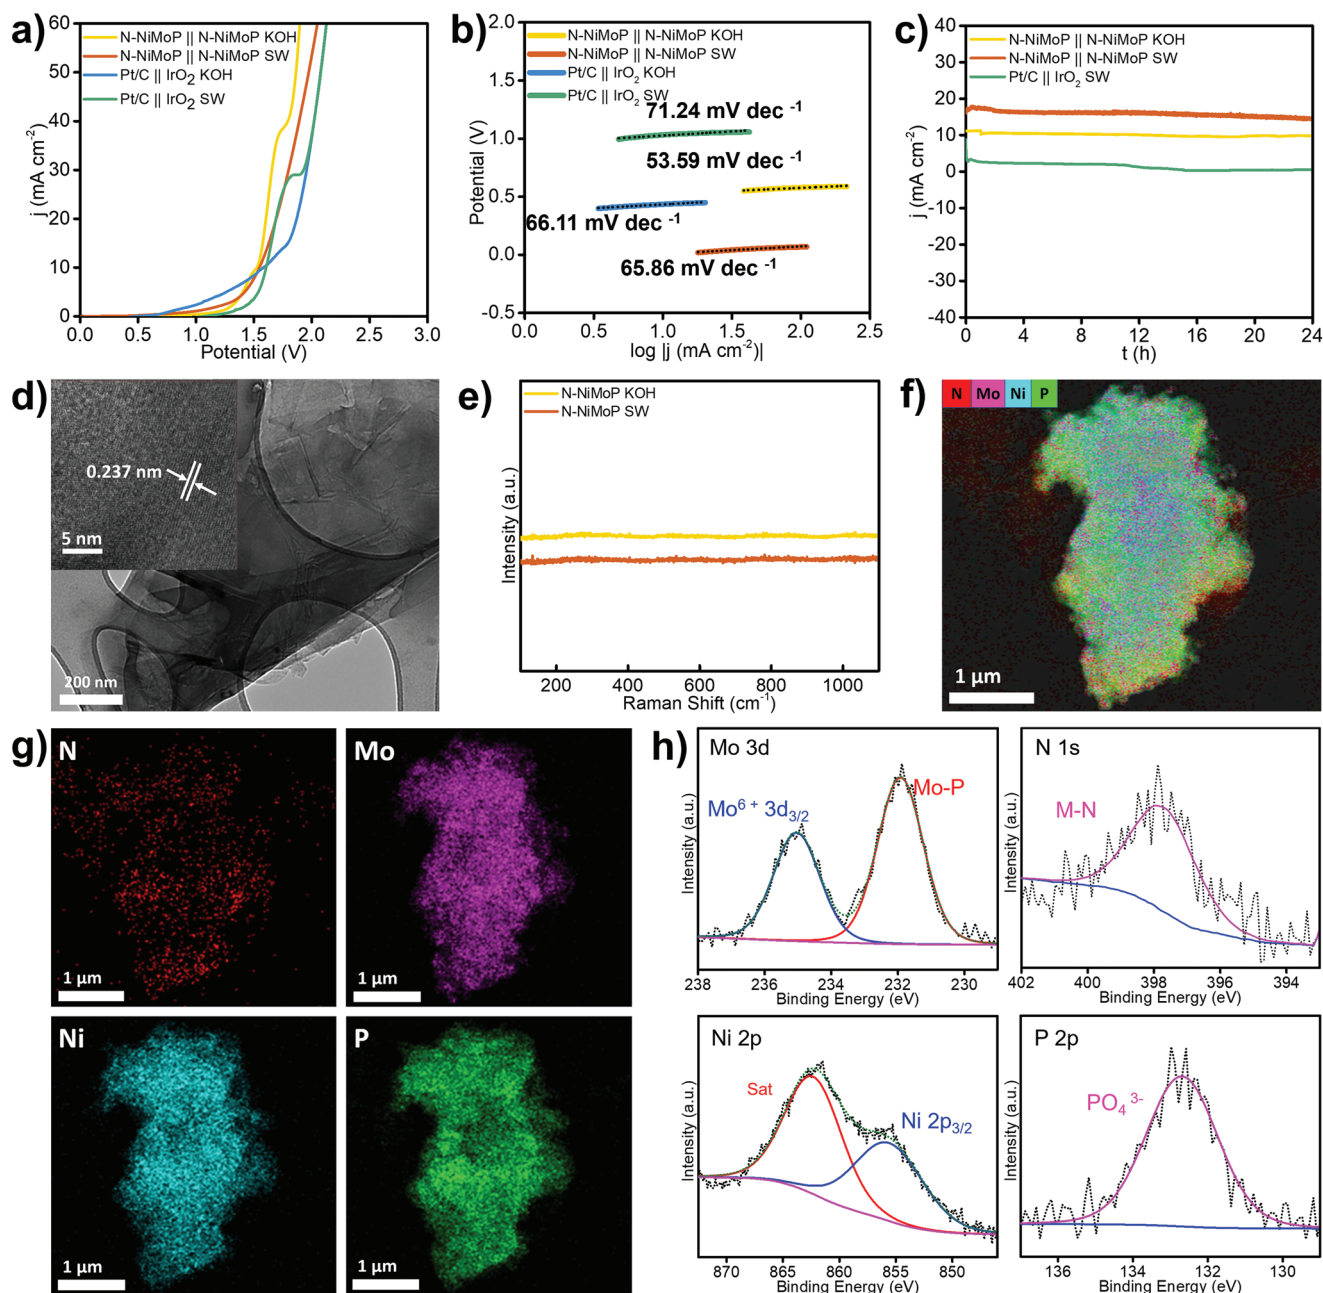 a)
N-NiMoP || N-NiMoP KOH
N-NiMoP || N-NiMoP SW
Pt/C || IrO2 KOH
Pt/C || IrO2 SW
60
50
40
30
20
10
0
j (mA cm-2)
0.0 0.5 1.0 1.5 2.0 2.5 3.0
Potential (V)
b)
N-NiMoP || N-NiMoP KOH
N-NiMoP || N-NiMoP SW
Pt/C || IrO2 KOH
Pt/C || IrO2 SW
2.0
1.5
1.0
0.5
0.0
-0.5
Potential (V)
71.24 mV dec -1
53.59 mV dec -1
66.11 mV dec -1
65.86 mV dec -1
0.0 0.5 1.0 1.5 2.0 2.5
log |j (mA cm-2)|
c)
N-NiMoP || N-NiMoP KOH
N-NiMoP || N-NiMoP SW
Pt/C || IrO2 SW
40
30
20
10
0
-10
-20
-30
-40
j (mA cm-2)
0 4 8 12 16 20 24
t (h)
d)
0.237 nm
5 nm
200 nm
e)
N-NiMoP KOH
N-NiMoP SW
Intensity (a.u.)
200 400 600 800 1000
Raman Shift (cm-1)
f)
N Mo Ni P
1 μm
g)
N
1 μm
Mo
1 μm
Ni
1 μm
P
1 μm
h)
Mo 3d
Mo6+ 3d3/2
Mo-P
Intensity (a.u.)
238 236 234 232 230
Binding Energy (eV)
N 1s
M-N
Intensity (a.u.)
402 400 398 396 394
Binding Energy (eV)
Ni 2p
Sat
Ni 2p3/2
Intensity (a.u.)
870 865 860 855 850
Binding Energy (eV)
P 2p
PO4 3-
Intensity (a.u.)
136 134 132 130
Binding Energy (eV)